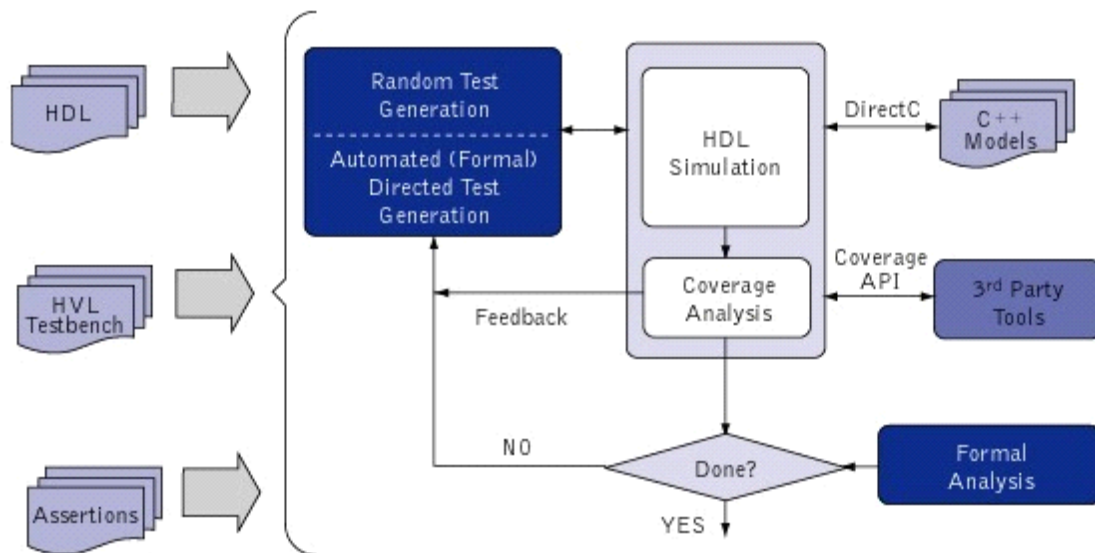 HDL
HVL
Testbench
Assertions
Random Test
Generation
Automated (Formal)
Directed Test
Generation
HDL
Simulation
Coverage
Analysis
Feedback
DirectC
C++
Models
Coverage
API
3rd Party
Tools
Formal
Analysis
Done?
NO
YES